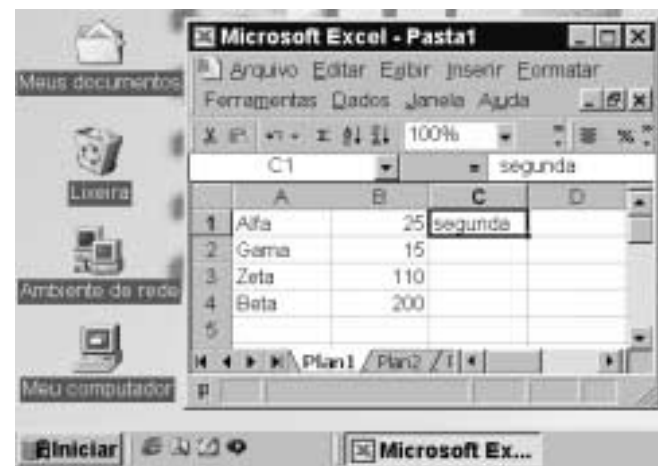 Meus documentos
Lixeira
Ambiente de rede
Meu computador
Microsoft Excel - Pasta1
Arquivo Editar Exibir Inserir Formatar
Ferramentas Dados Janela Ajuda
100%
%
C1 = segunda
A B C D
1 Alfa 25 segunda
2 Gama 15
3 Zeta 110
4 Beta 200
5
Plan1 Plan2
Iniciar
Microsoft Ex...